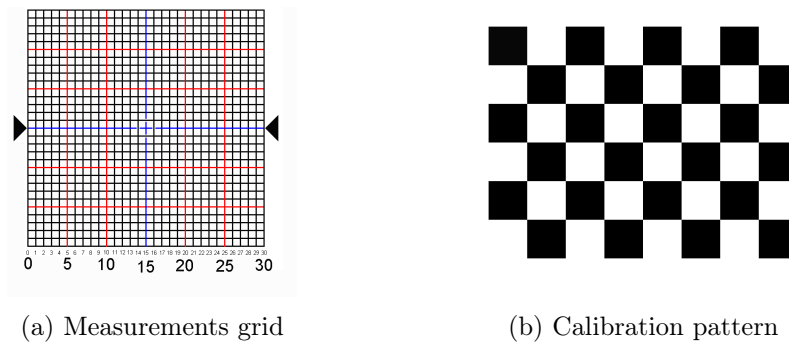 0 1 2 3 4 5 6 7 8 9 10 11 12 13 14 15 16 17 18 19 20 21 22 23 24 25 26 27 28 29 30
0 5 10 15 20 25 30
(a) Measurements grid
(b) Calibration pattern